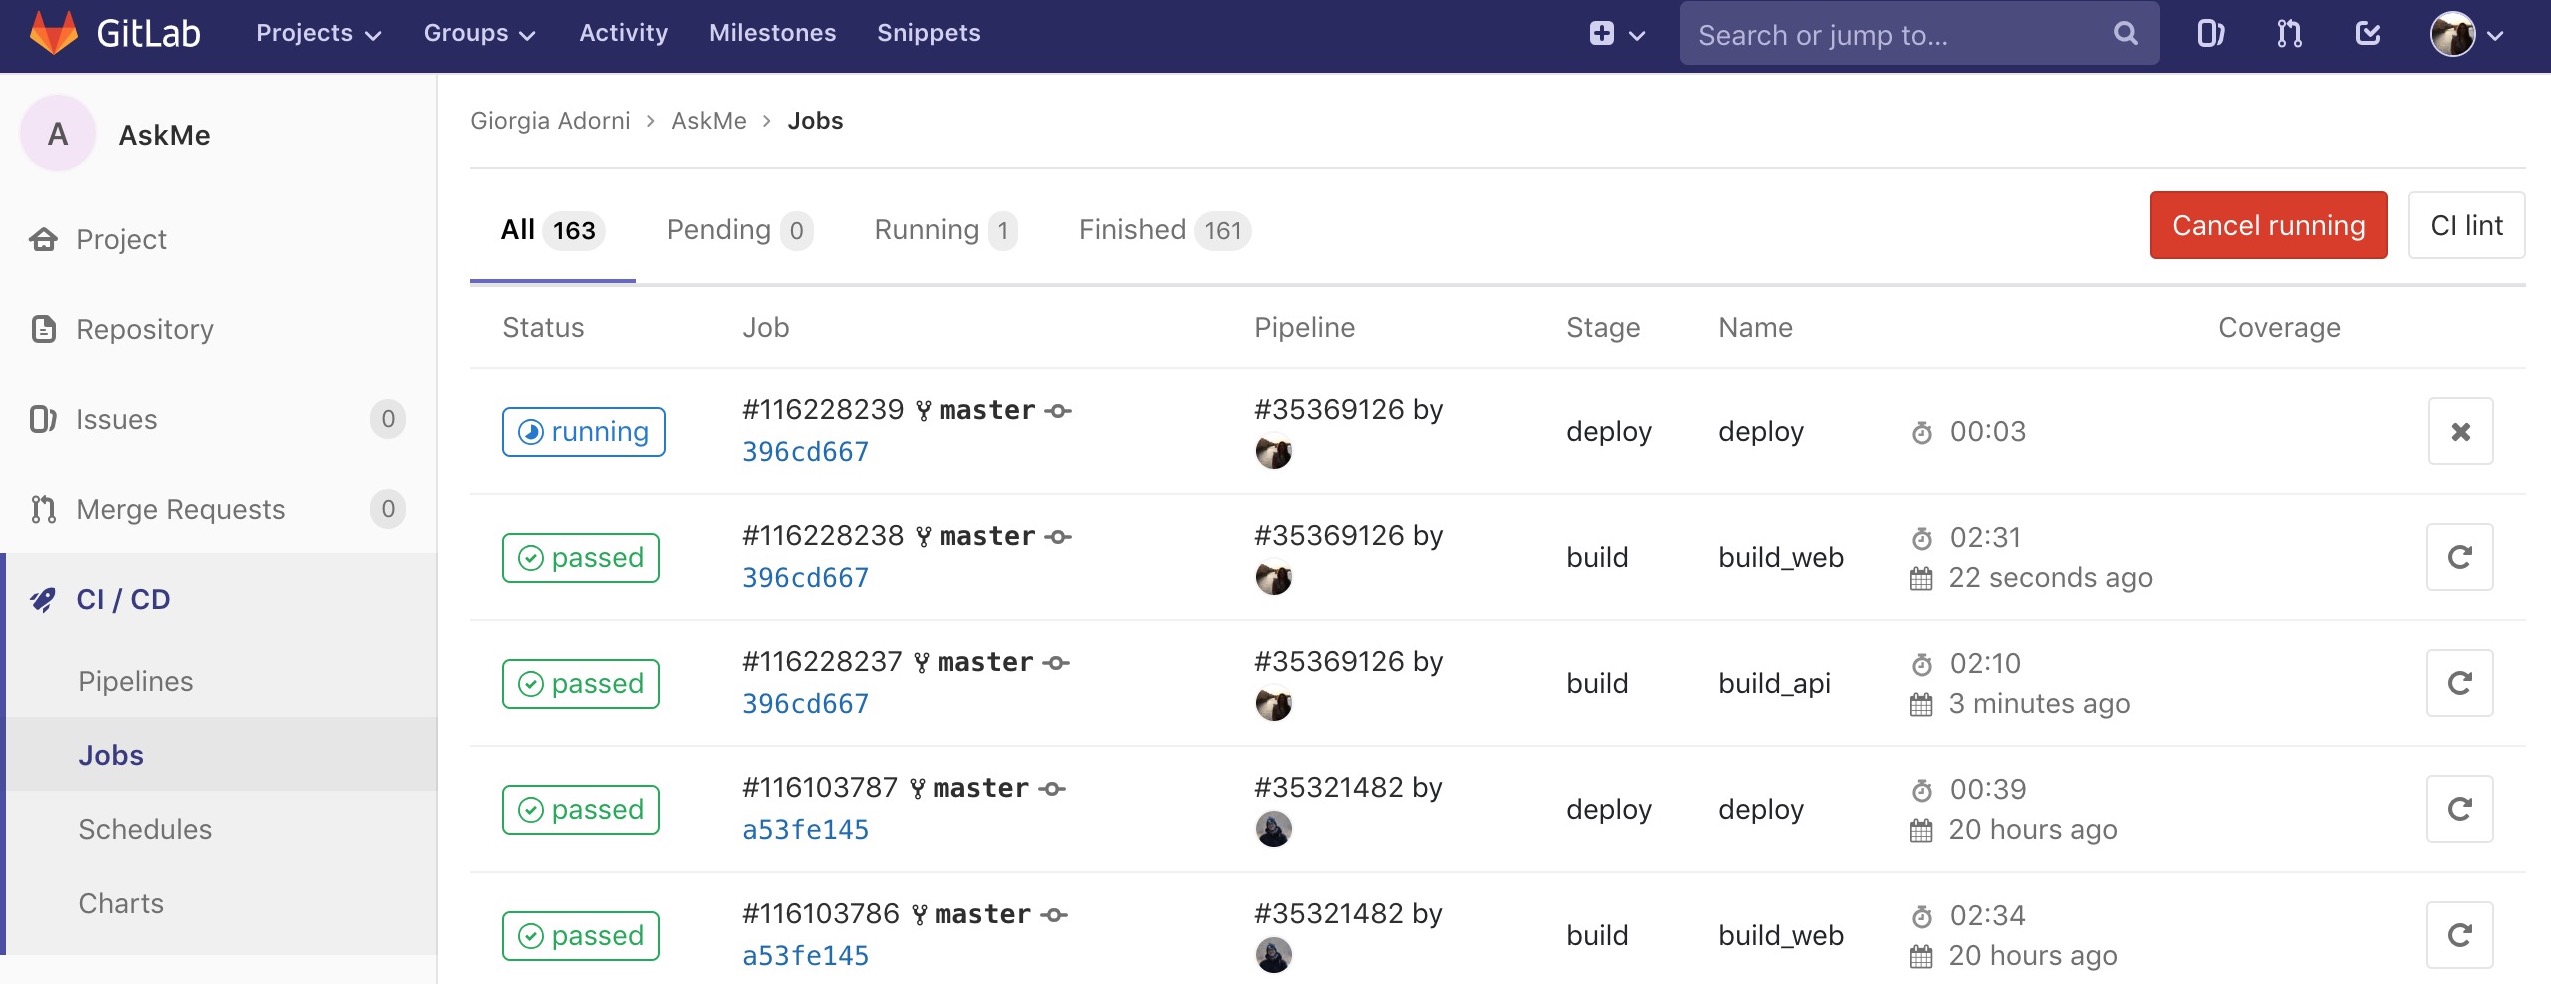 GitLab Projects Groups Activity Milestones Snippets Search or jump to...
A AskMe
Project
Repository
Issues 0
Merge Requests 0
CI / CD
Pipelines
Jobs
Schedules
Charts
Giorgia Adorni > AskMe > Jobs
All 163 Pending 0 Running 1 Finished 161 Cancel running CI lint
Status Job Pipeline Stage Name Coverage
running #116228239 master #35369126 by deploy deploy 00:03
396cd667
passed #116228238 master #35369126 by build build_web 02:31
396cd667 22 seconds ago
passed #116228237 master #35369126 by build build_api 02:10
396cd667 3 minutes ago
passed #116103787 master #35321482 by deploy deploy 00:39
a53fe145 20 hours ago
passed #116103786 master #35321482 by build build_web 02:34
a53fe145 20 hours ago